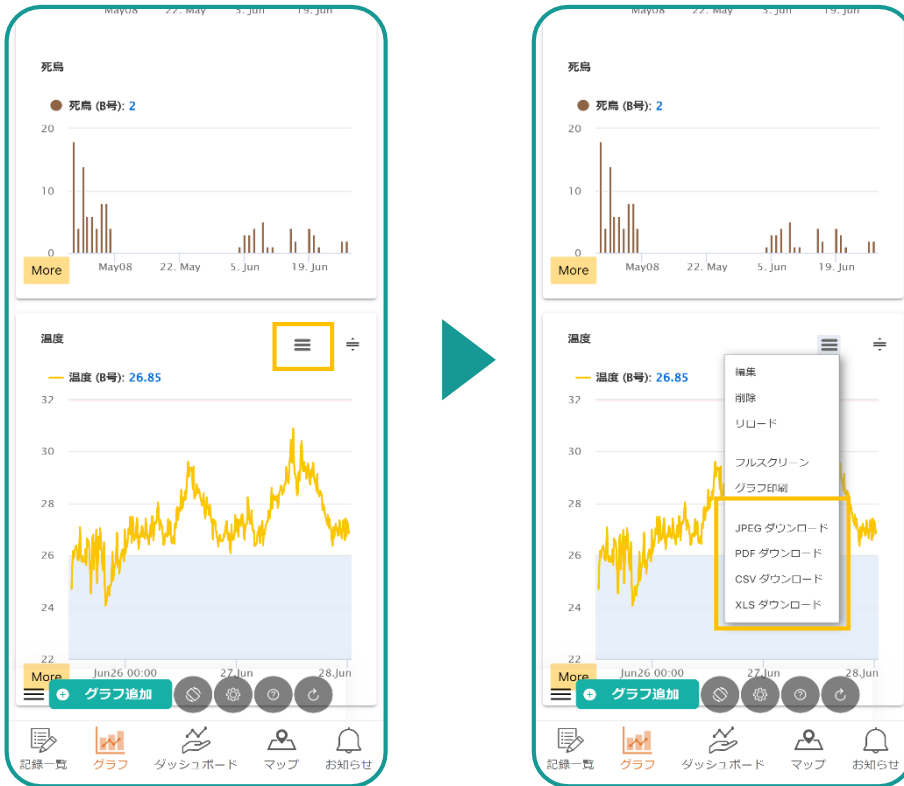 May08 22. May 5. Jun 19. Jun
死鳥
死鳥 (B号): 2
20
10
0
More
May08 22. May 5. Jun 19. Jun
温度
温度 (B号): 26.85
32
30
28
26
24
22
More
Jun26 00:00 27.Jun 28.Jun
グラフ追加
記録一覧 グラフ ダッシュボード マップ お知らせ
May08 22. May 5. Jun 19. Jun
死鳥
死鳥 (B号): 2
20
10
0
More
May08 22. May 5. Jun 19. Jun
温度
温度 (B号): 26.85
編集
削除
リロード
フルスクリーン
グラフ印刷
JPEG ダウンロード
PDF ダウンロード
CSV ダウンロード
XLS ダウンロード
32
30
28
26
24
22
More
Jun26 00:00 27.Jun 28.Jun
グラフ追加
記録一覧 グラフ ダッシュボード マップ お知らせ